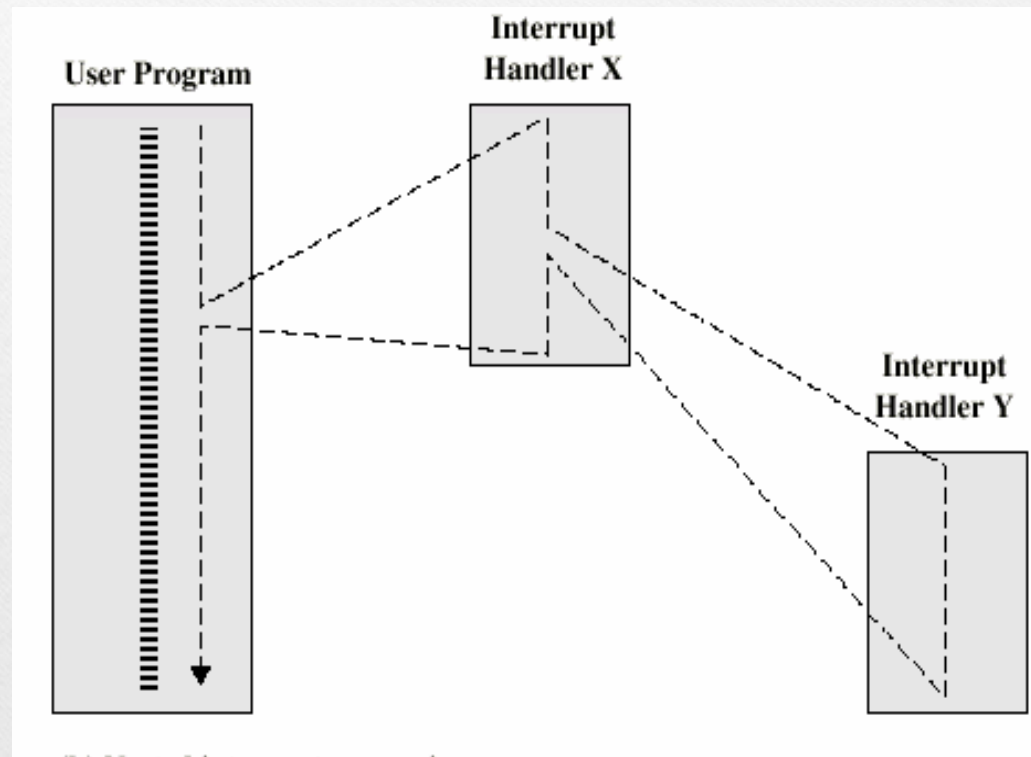 User Program
Interrupt
Handler X
Interrupt
Handler Y